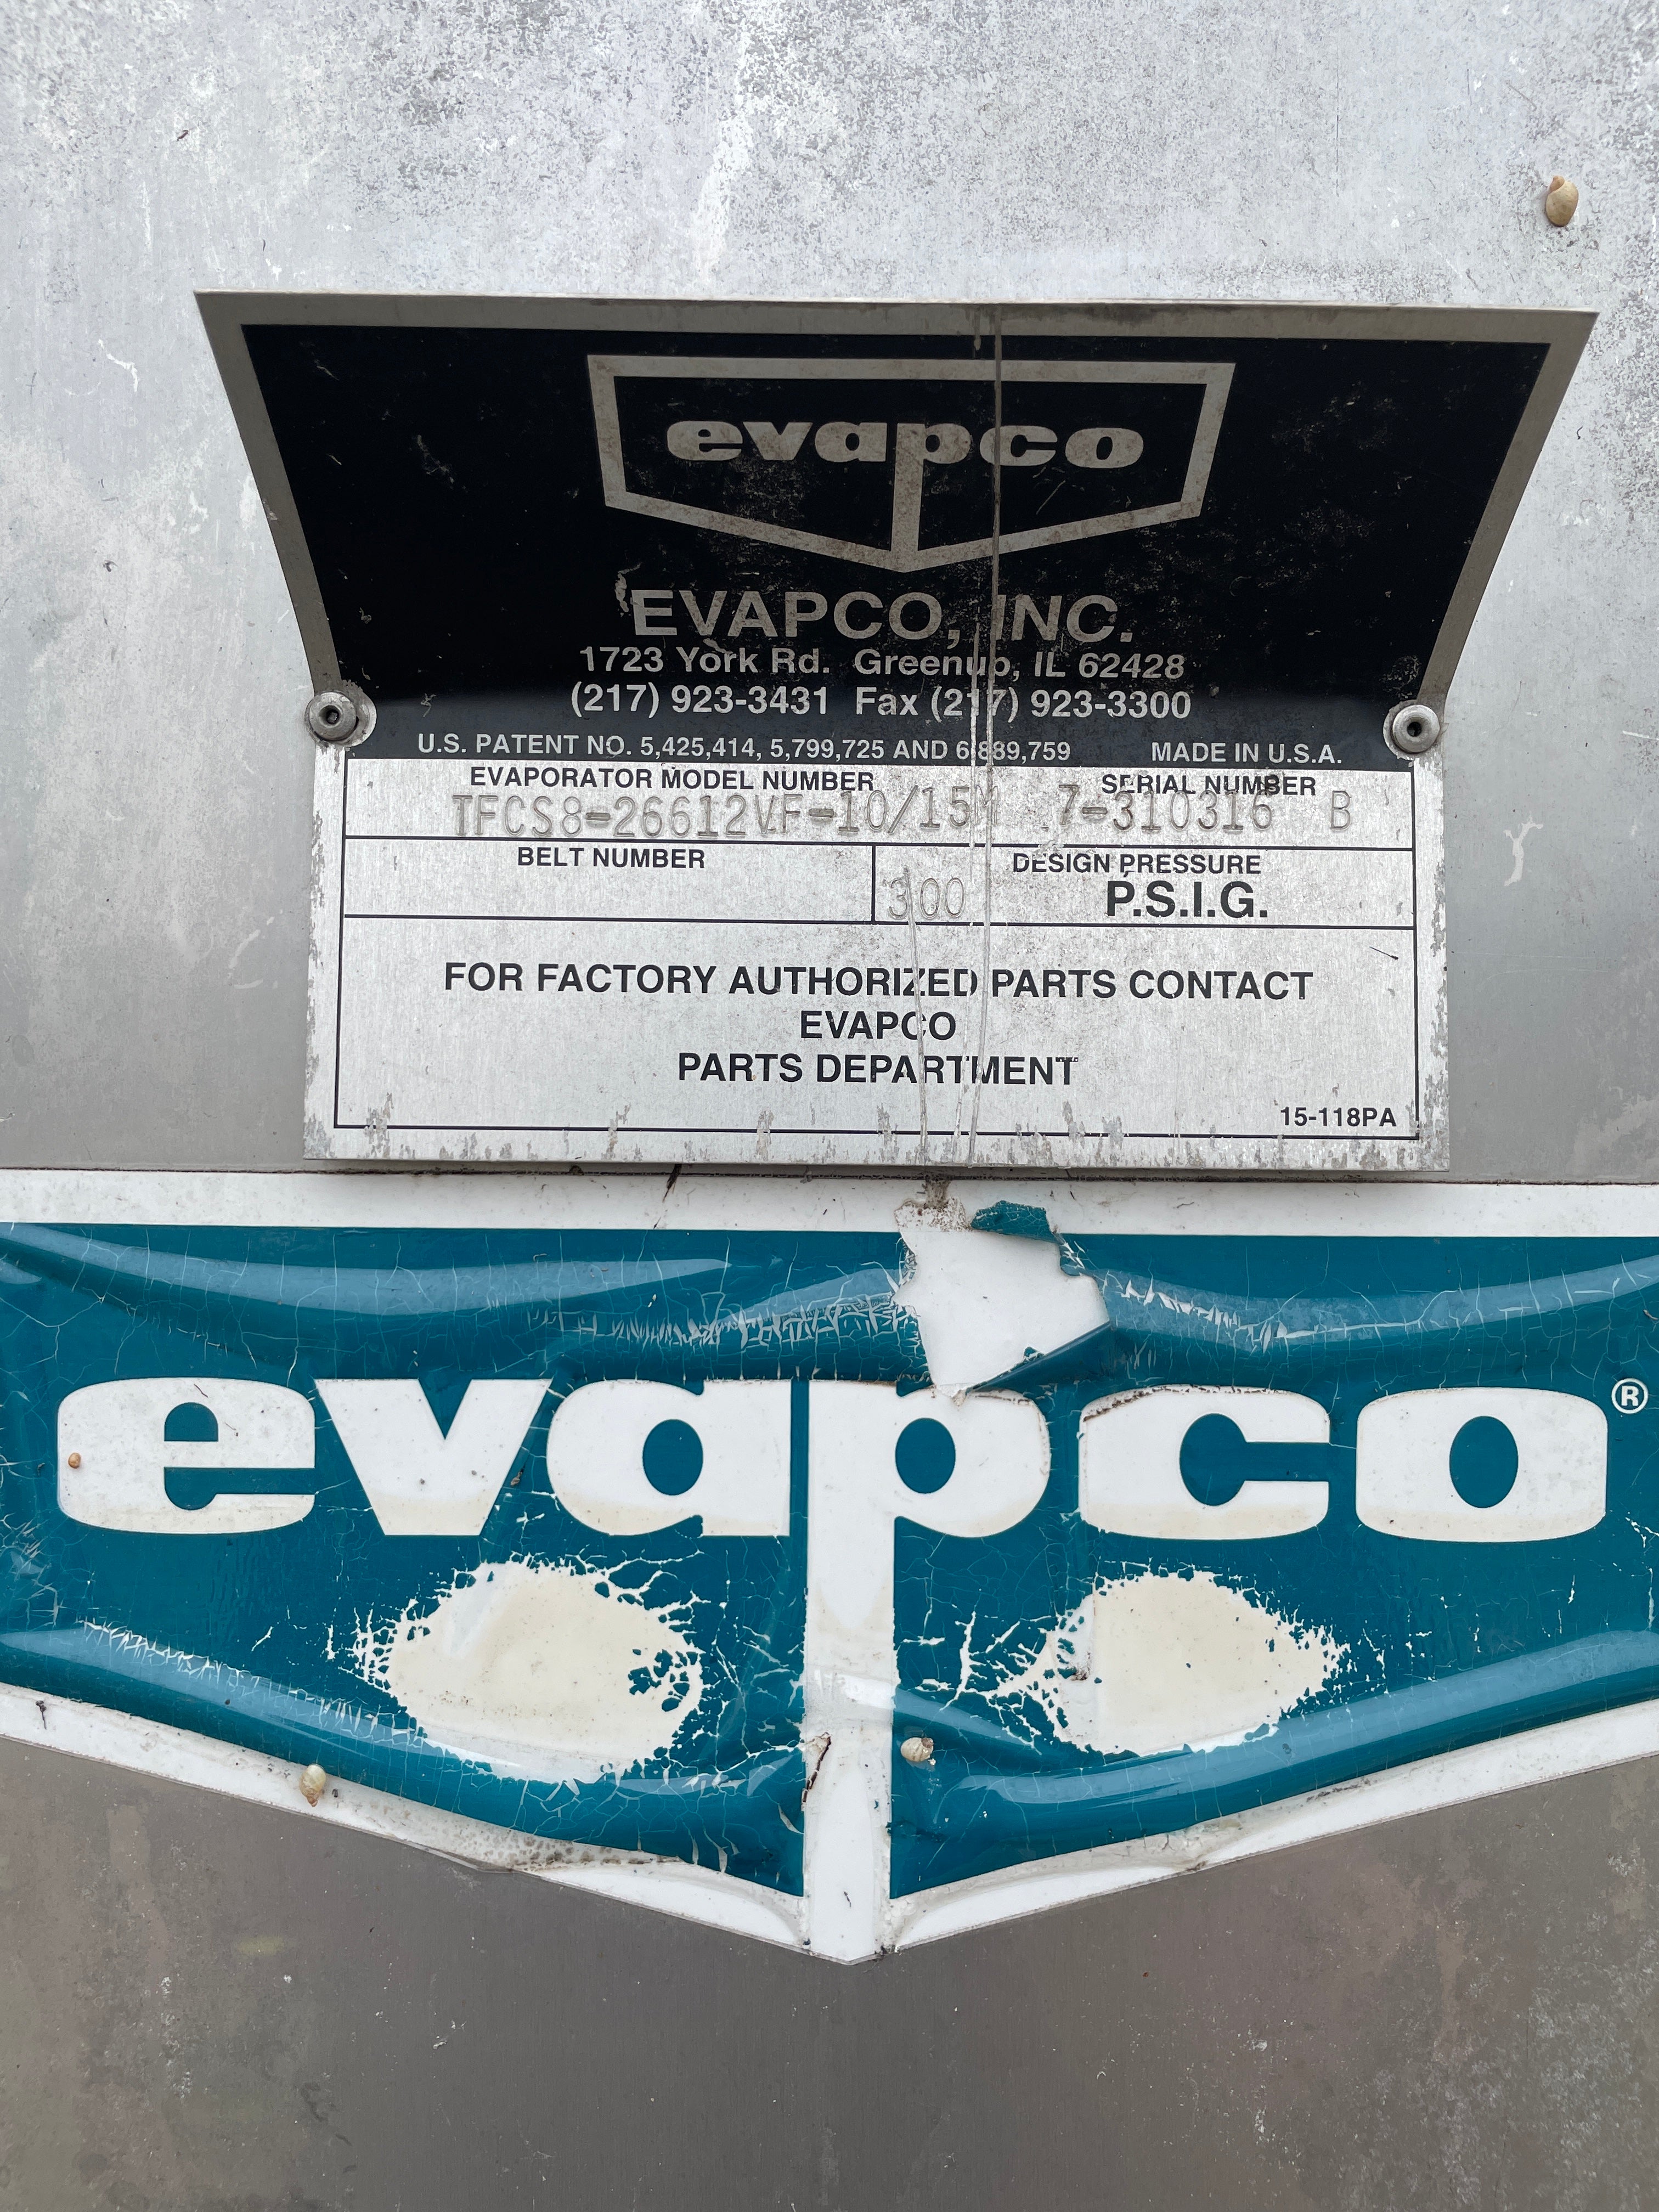 evapco
EVAPCO, INC.
1723 York Rd. Greenup, IL 62428
(217) 923-3431 Fax (217) 923-3300
U.S. PATENT NO. 5,425,414, 5,799,725 AND 6,889,759 MADE IN U.S.A.
EVAPORATOR MODEL NUMBER SERIAL NUMBER
TFCS8-26612VF-10/15M 7-310316 B
BELT NUMBER DESIGN PRESSURE
300 P.S.I.G.
FOR FACTORY AUTHORIZED PARTS CONTACT
EVAPCO
PARTS DEPARTMENT
15-118PA
evapco®